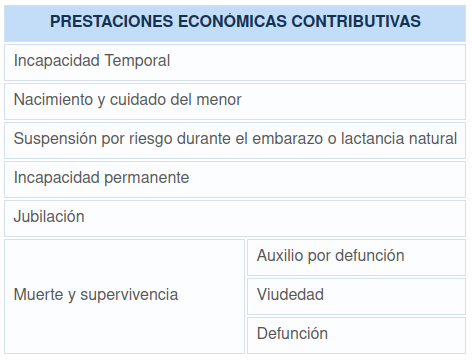 PRESTACIONES ECONÓMICAS CONTRIBUTIVAS
Incapacidad Temporal
Nacimiento y cuidado del menor
Suspensión por riesgo durante el embarazo o lactancia natural
Incapacidad permanente
Jubilación
Muerte y supervivencia
Auxilio por defunción
Viudedad
Defunción